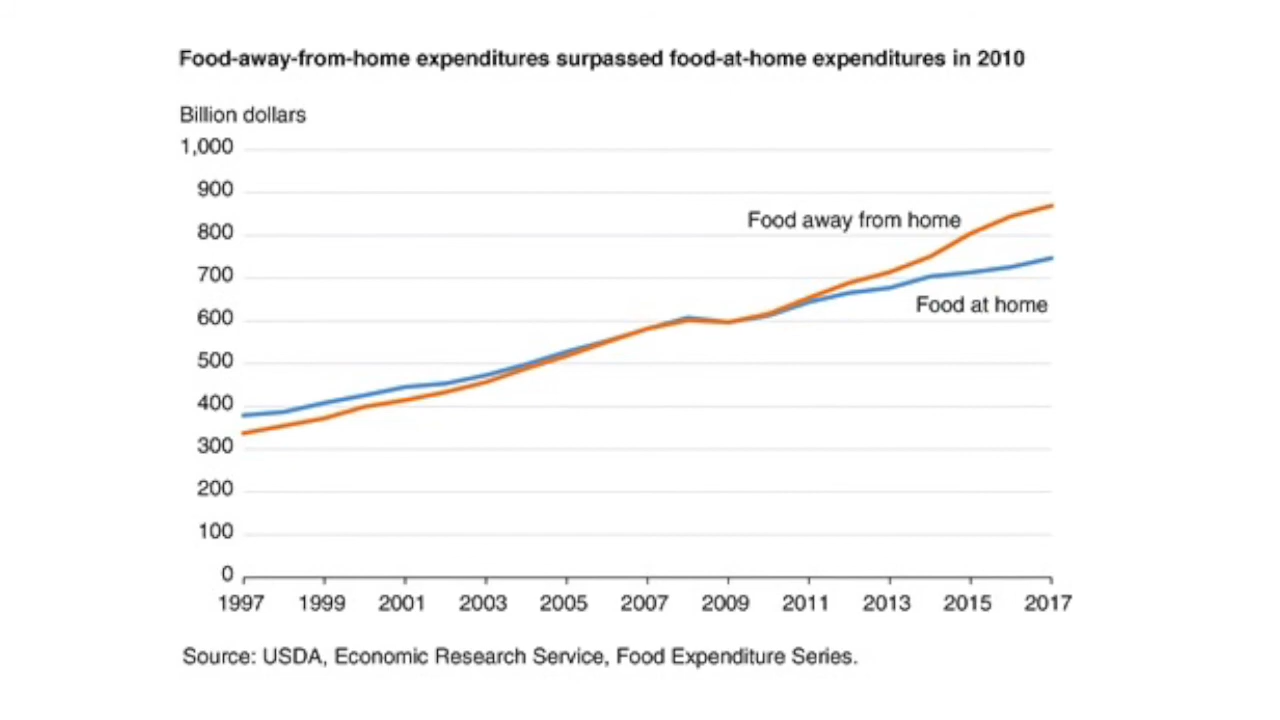 Food-away-from-home expenditures surpassed food-at-home expenditures in 2010
Billion dollars
1,000
900
800
700
600
500
400
300
200
100
0
Food away from home
Food at home
1997 1999 2001 2003 2005 2007 2009 2011 2013 2015 2017
Source: USDA, Economic Research Service, Food Expenditure Series.